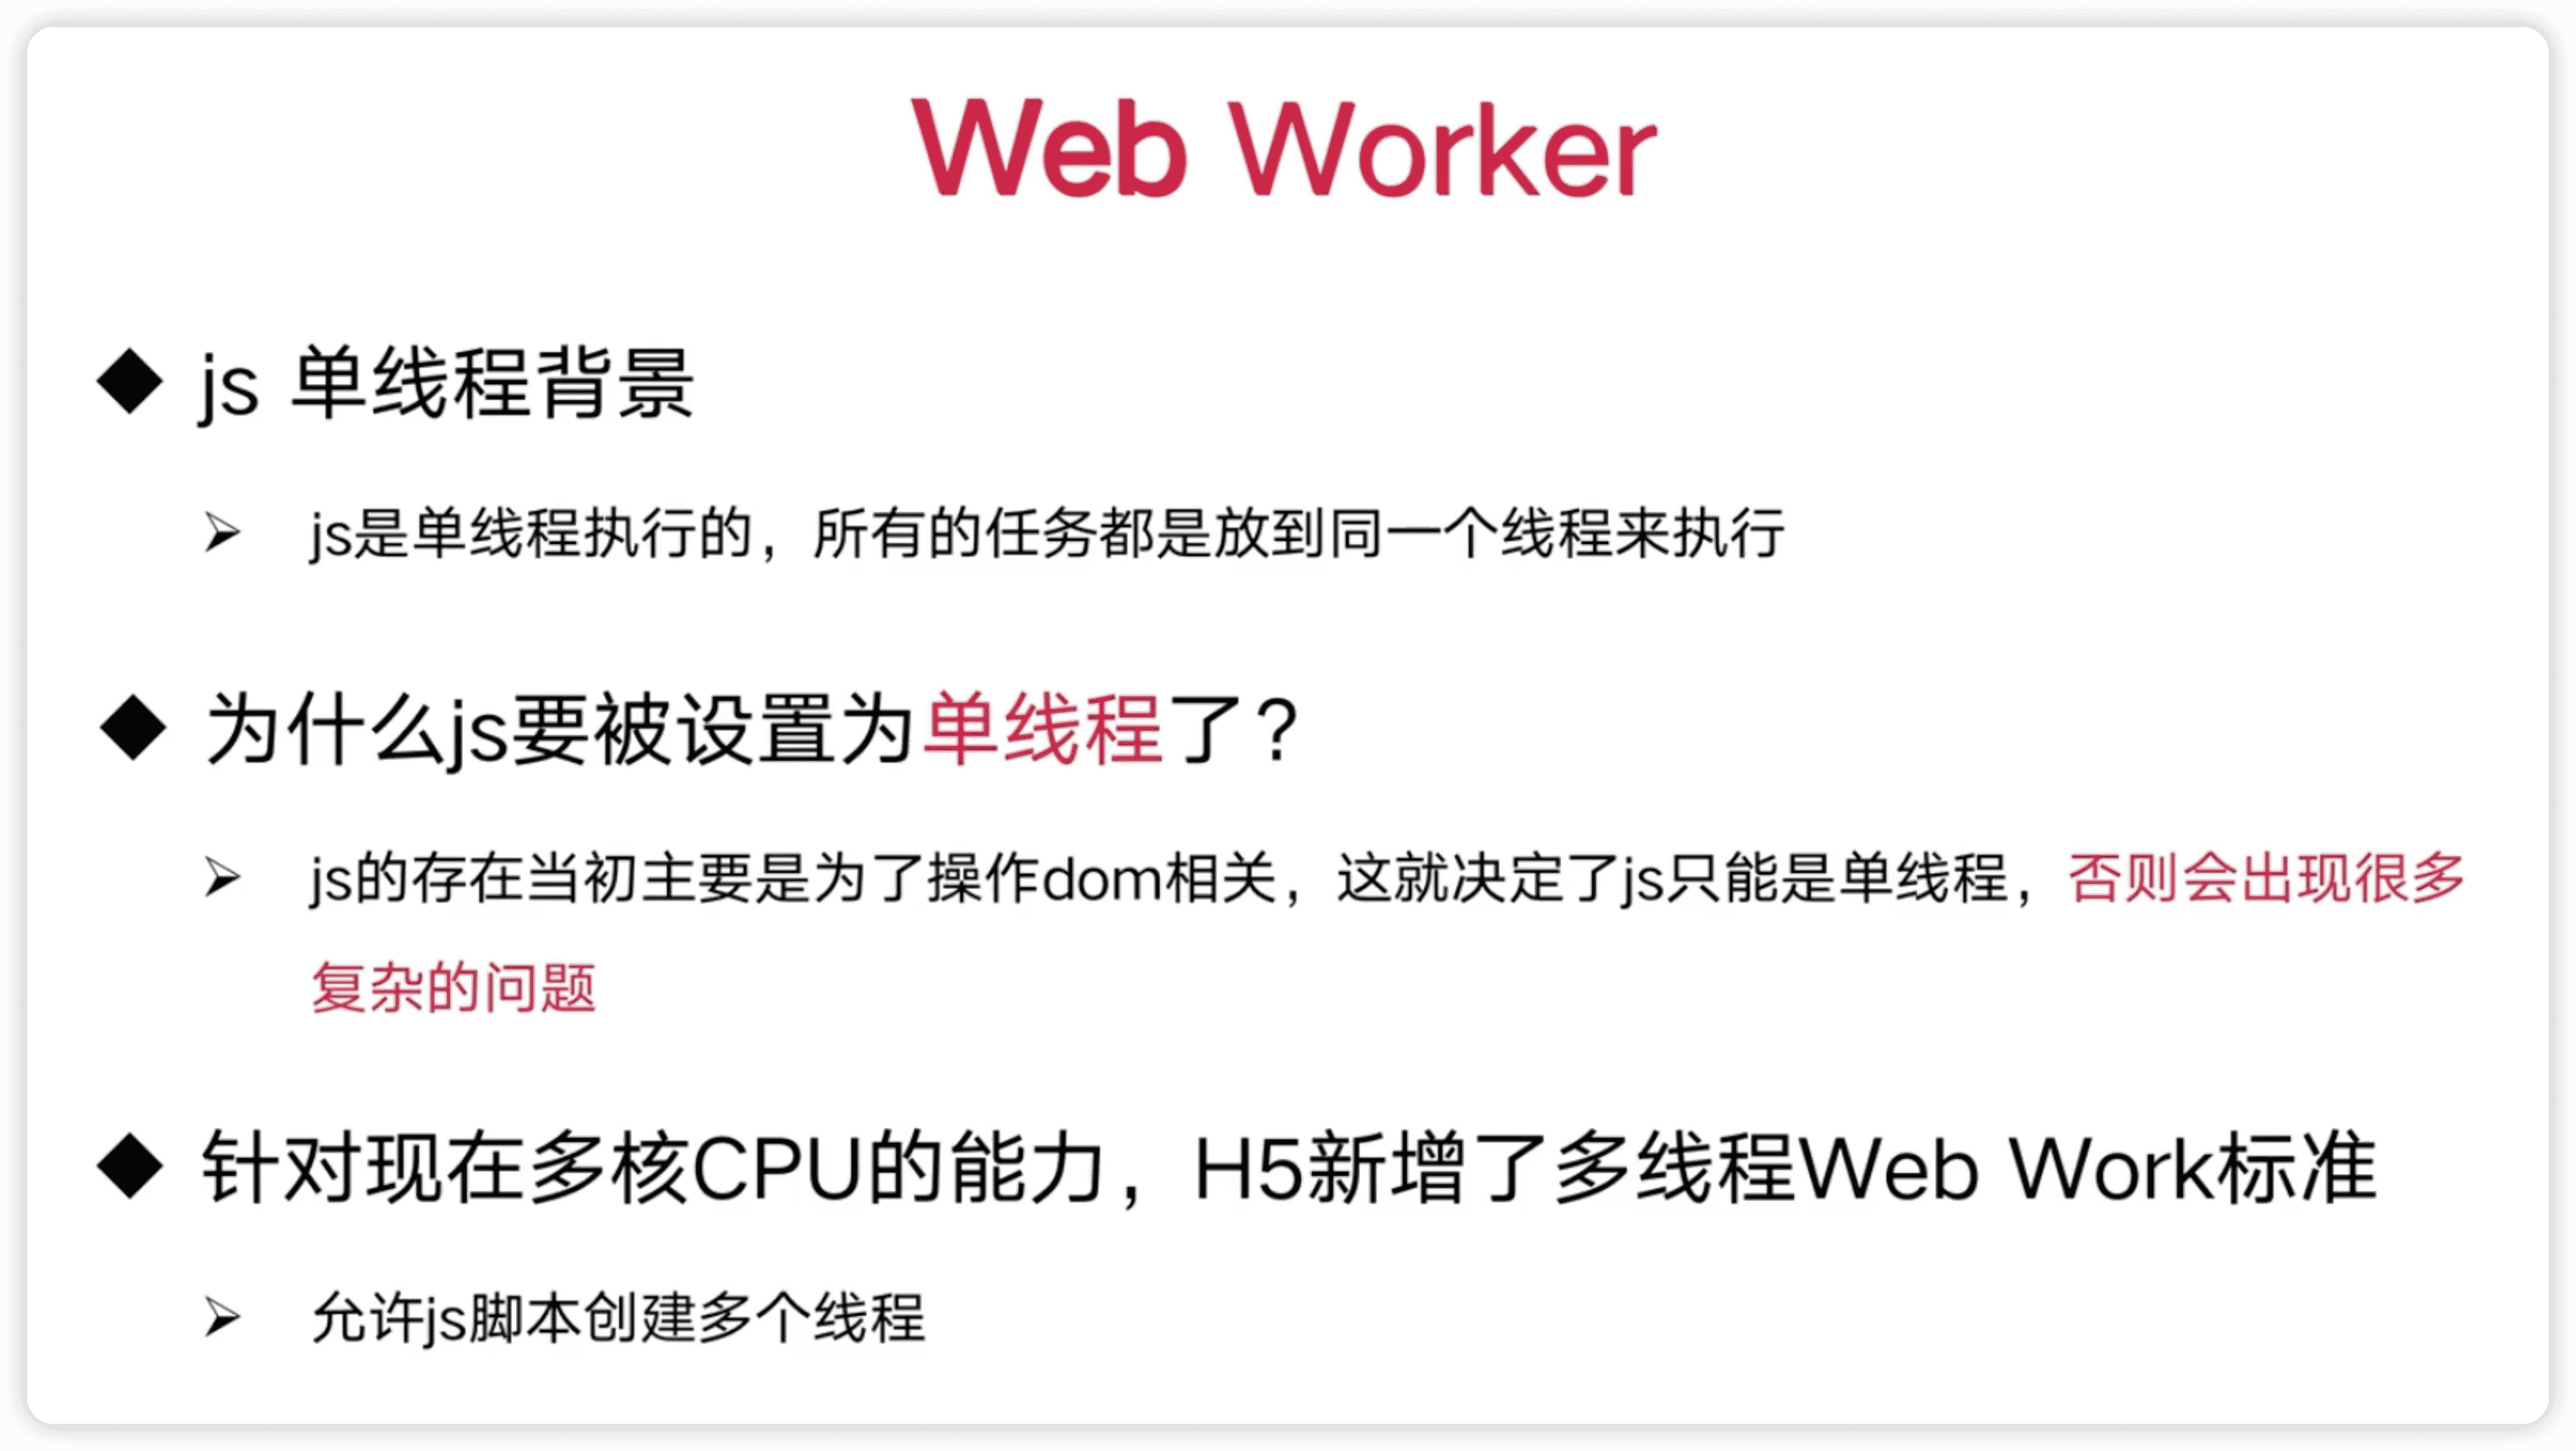 Web Worker
js 单线程背景
js是单线程执行的，所有的任务都是放到同一个线程来执行
为什么js要被设置为单线程了？
js的存在当初主要是为了操作dom相关，这就决定了js只能是单线程，否则会出现很多
复杂的问题
针对现在多核CPU的能力，H5新增了多线程Web Work标准
允许js脚本创建多个线程